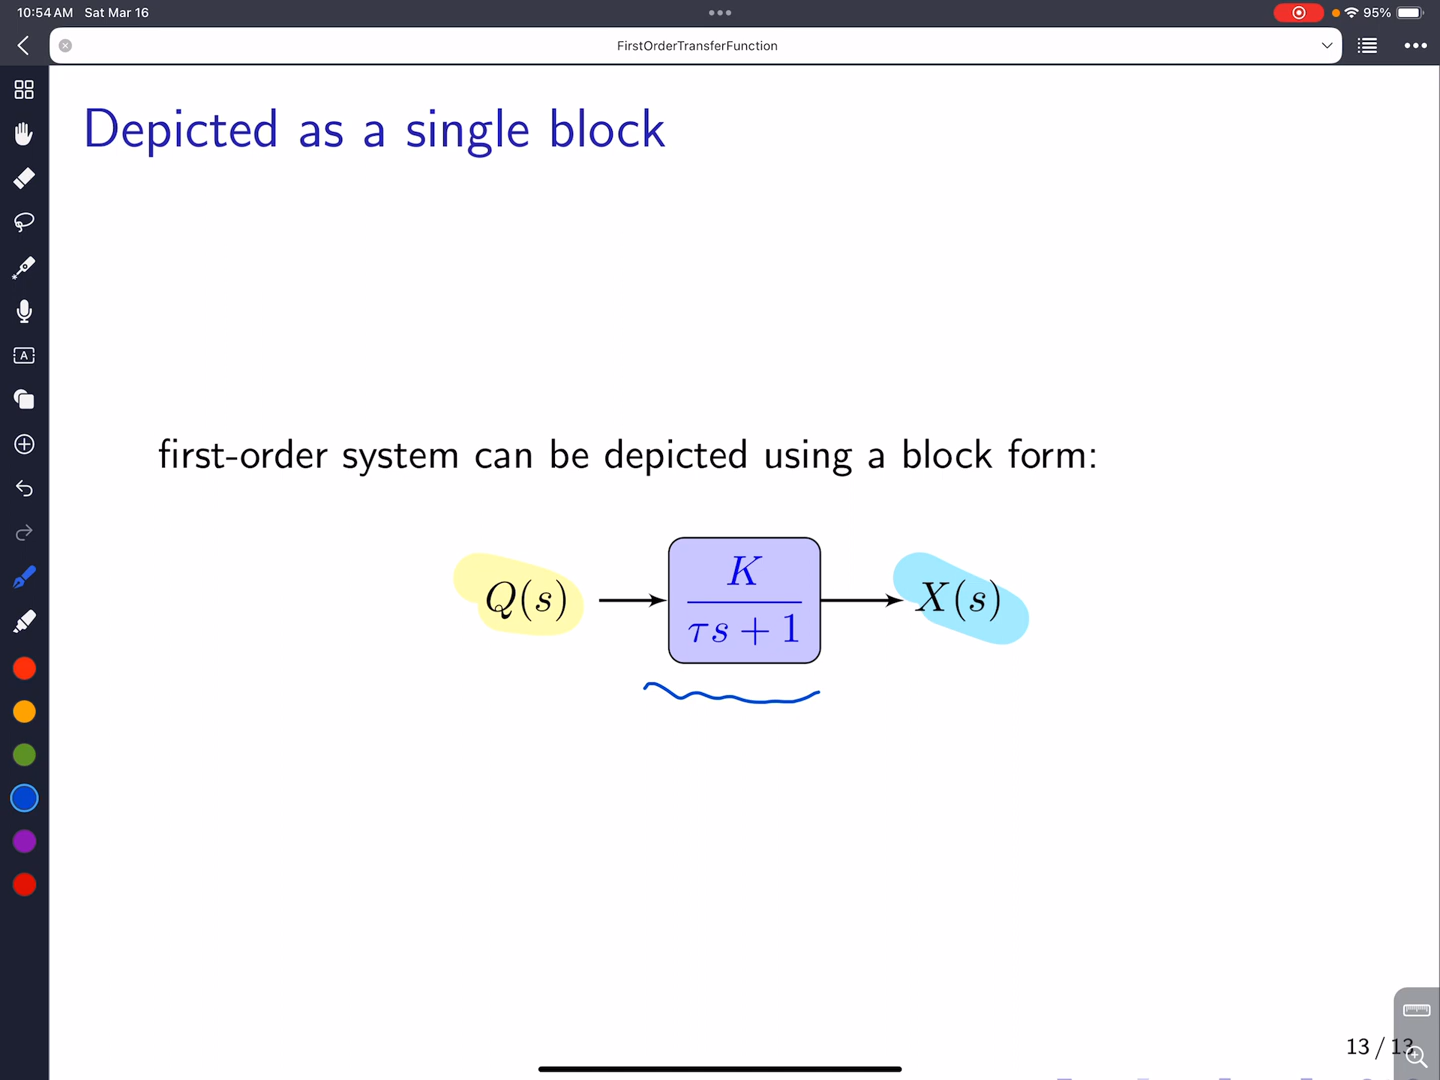 10:54 AM Sat Mar 16
95%
FirstOrderTransferFunction
A
Depicted as a single block
first-order system can be depicted using a block form:
Q(s)
K
τs + 1
X(s)
13 / 13